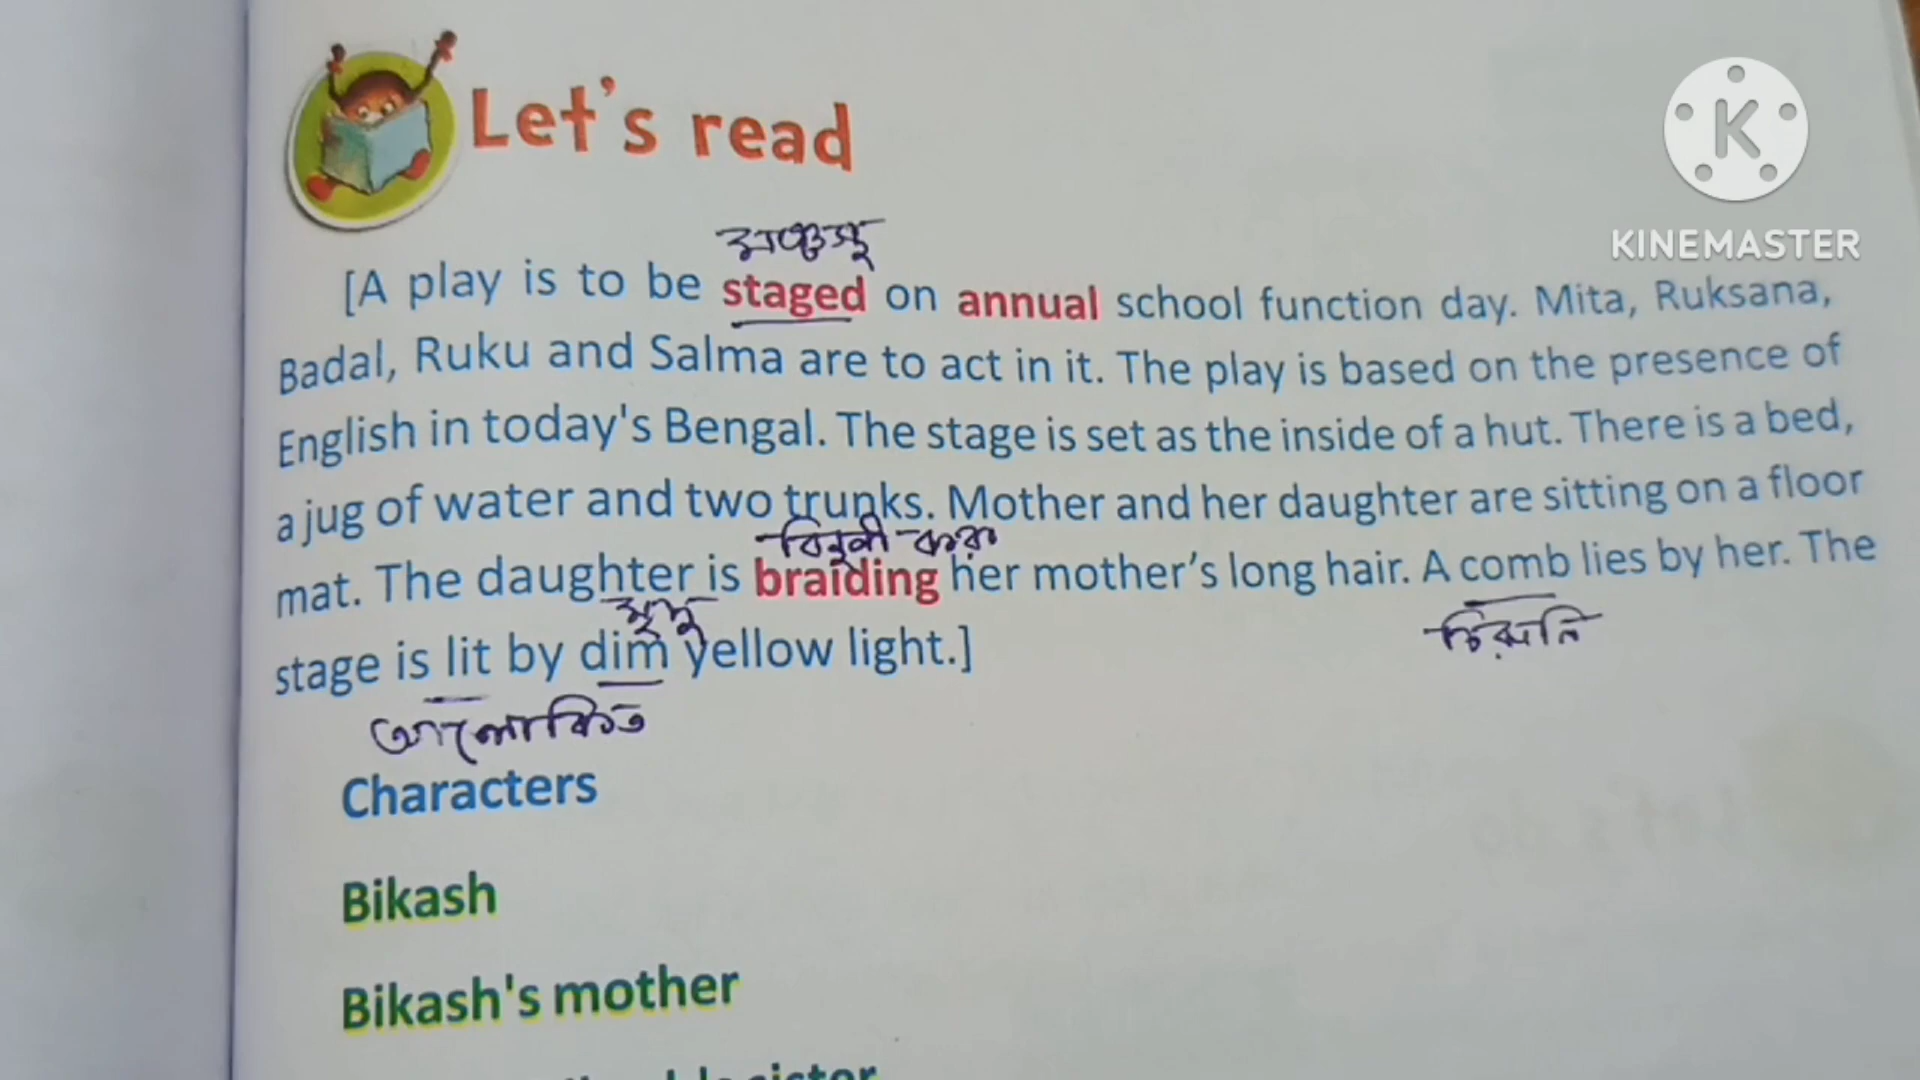 Let's read
K
KINEMASTER
মঞ্চস্থ
[A play is to be staged on annual school function day. Mita, Ruksana,
Badal, Ruku and Salma are to act in it. The play is based on the presence of
English in today's Bengal. The stage is set as the inside of a hut. There is a bed,
a jug of water and two trunks. Mother and her daughter are sitting on a floor
বিনুনী করা
mat. The daughter is braiding her mother's long hair. A comb lies by her. The
মৃদু
চিরুনি
stage is lit by dim yellow light.]
আলোকিত
Characters
Bikash
Bikash's mother
sister